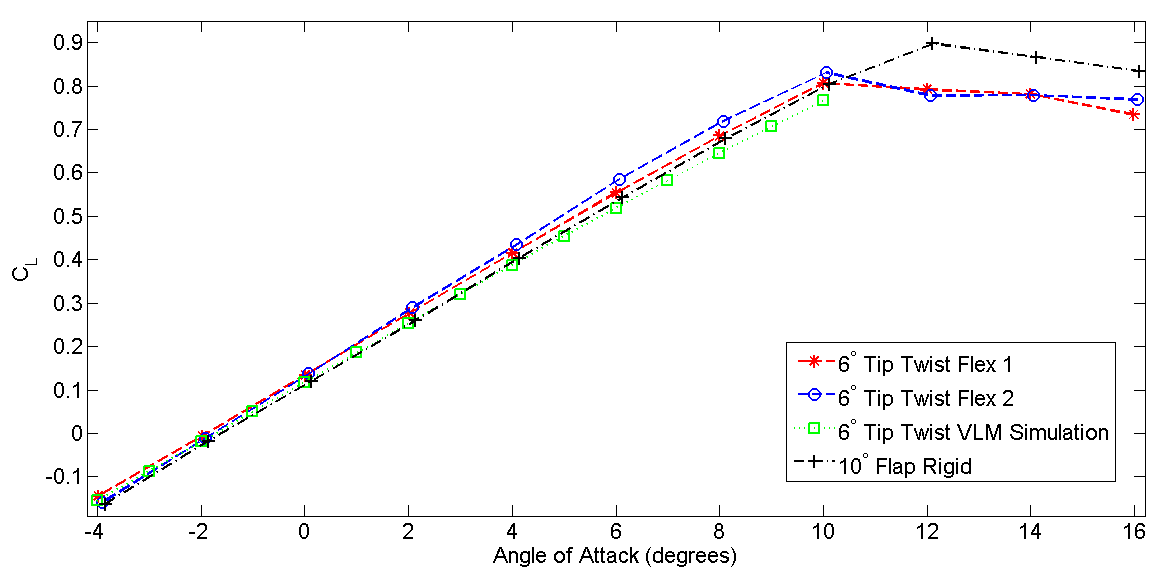 0.9
0.8
0.7
0.6
0.5
0.4
0.3
0.2
0.1
0
-0.1
C_L
-4 -2 0 2 4 6 8 10 12 14 16
Angle of Attack (degrees)
6° Tip Twist Flex 1
6° Tip Twist Flex 2
6° Tip Twist VLM Simulation
10° Flap Rigid